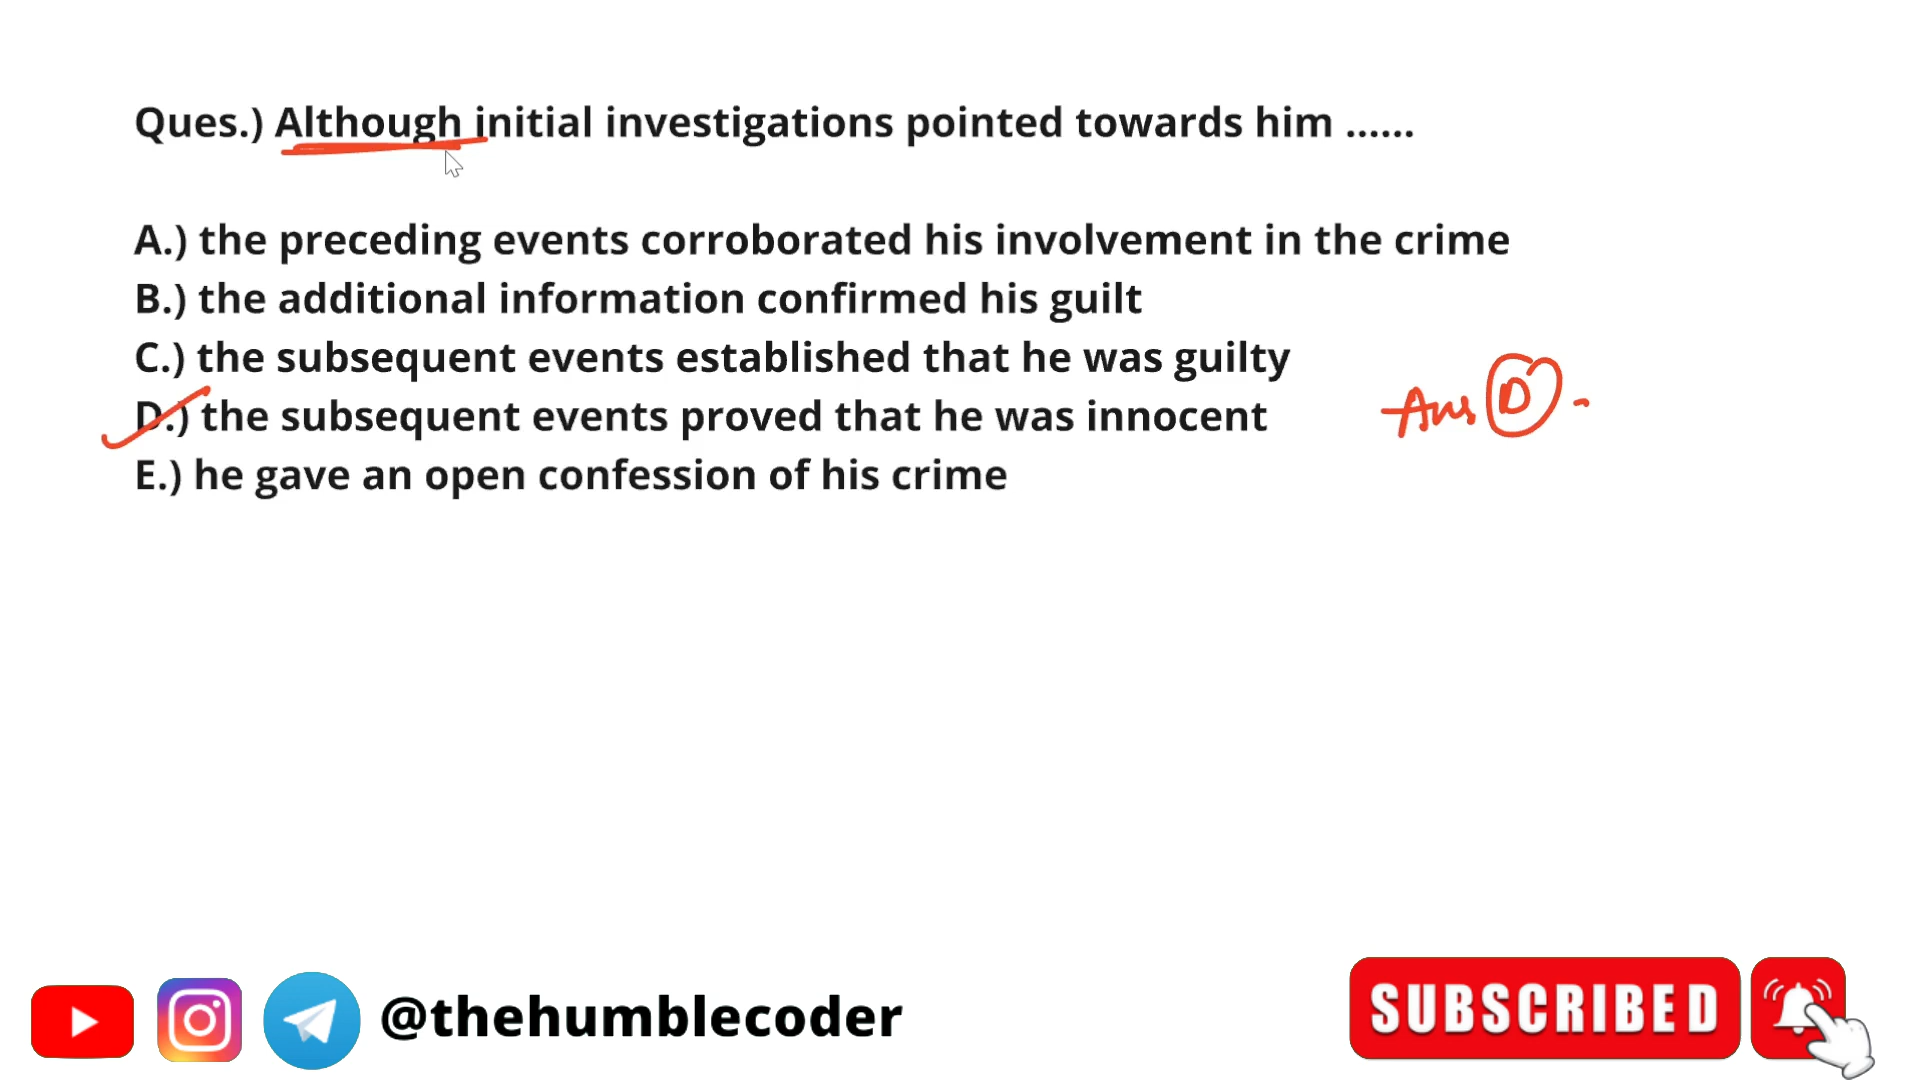 Ques.) Although initial investigations pointed towards him ......
A.) the preceding events corroborated his involvement in the crime
B.) the additional information confirmed his guilt
C.) the subsequent events established that he was guilty
D.) the subsequent events proved that he was innocent
Ans D.
E.) he gave an open confession of his crime
@thehumblecoder
SUBSCRIBED